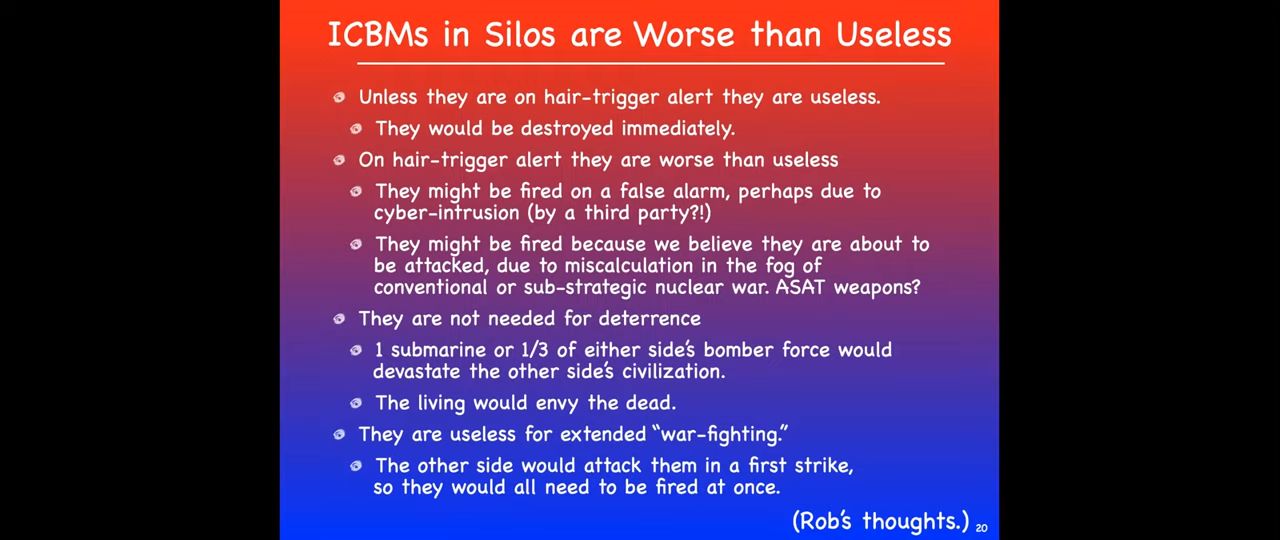 ICBMs in Silos are Worse than Useless
Unless they are on hair-trigger alert they are useless.
They would be destroyed immediately.
On hair-trigger alert they are worse than useless
They might be fired on a false alarm, perhaps due to
cyber-intrusion (by a third party?!)
They might be fired because we believe they are about to
be attacked, due to miscalculation in the fog of
conventional or sub-strategic nuclear war. ASAT weapons?
They are not needed for deterrence
1 submarine or 1/3 of either side's bomber force would
devastate the other side's civilization.
The living would envy the dead.
They are useless for extended “war-fighting.”
The other side would attack them in a first strike,
so they would all need to be fired at once.
(Rob's thoughts.) 20